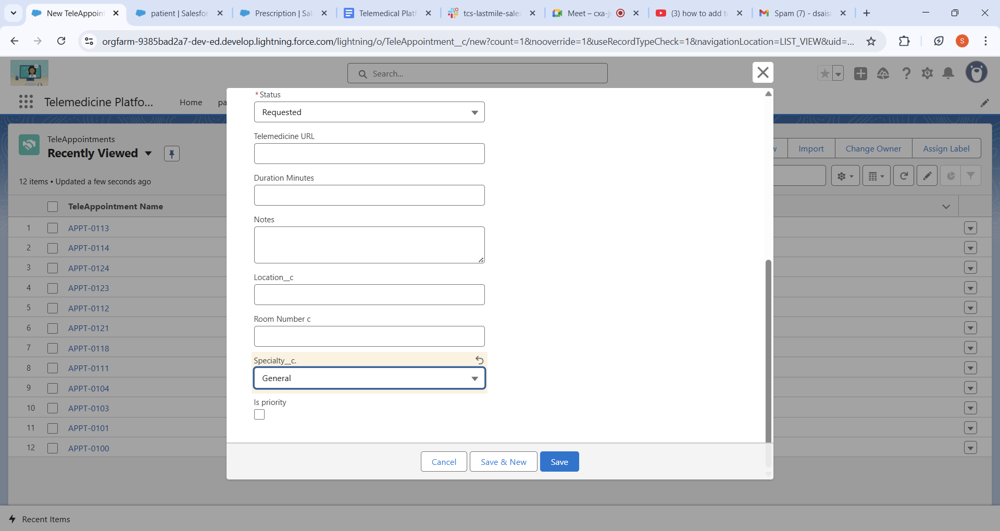 New TeleAppoint
patient | Salesfor
Prescription | Sal
Telemedical Platf
tcs-lastmile-sales
Meet – cxa-j
(3) how to add to
Spam (7) - dsais
orgfarm-9385bad2a7-dev-ed.develop.lightning.force.com/lightning/o/TeleAppointment__c/new?count=1&nooverride=1&useRecordTypeCheck=1&navigationLocation=LIST_VIEW&uid=...
S
Search...
Telemedicine Platfo...
Home
pa
TeleAppointments
Recently Viewed
12 items • Updated a few seconds ago
w
Import
Change Owner
Assign Label
TeleAppointment Name
1 APPT-0113
2 APPT-0114
3 APPT-0124
4 APPT-0123
5 APPT-0112
6 APPT-0121
7 APPT-0118
8 APPT-0111
9 APPT-0104
10 APPT-0103
11 APPT-0101
12 APPT-0100
*Status
Requested
Telemedicine URL
Duration Minutes
Notes
Location__c
Room Number c
Specialty__c.
General
Is priority
Cancel
Save & New
Save
Recent Items